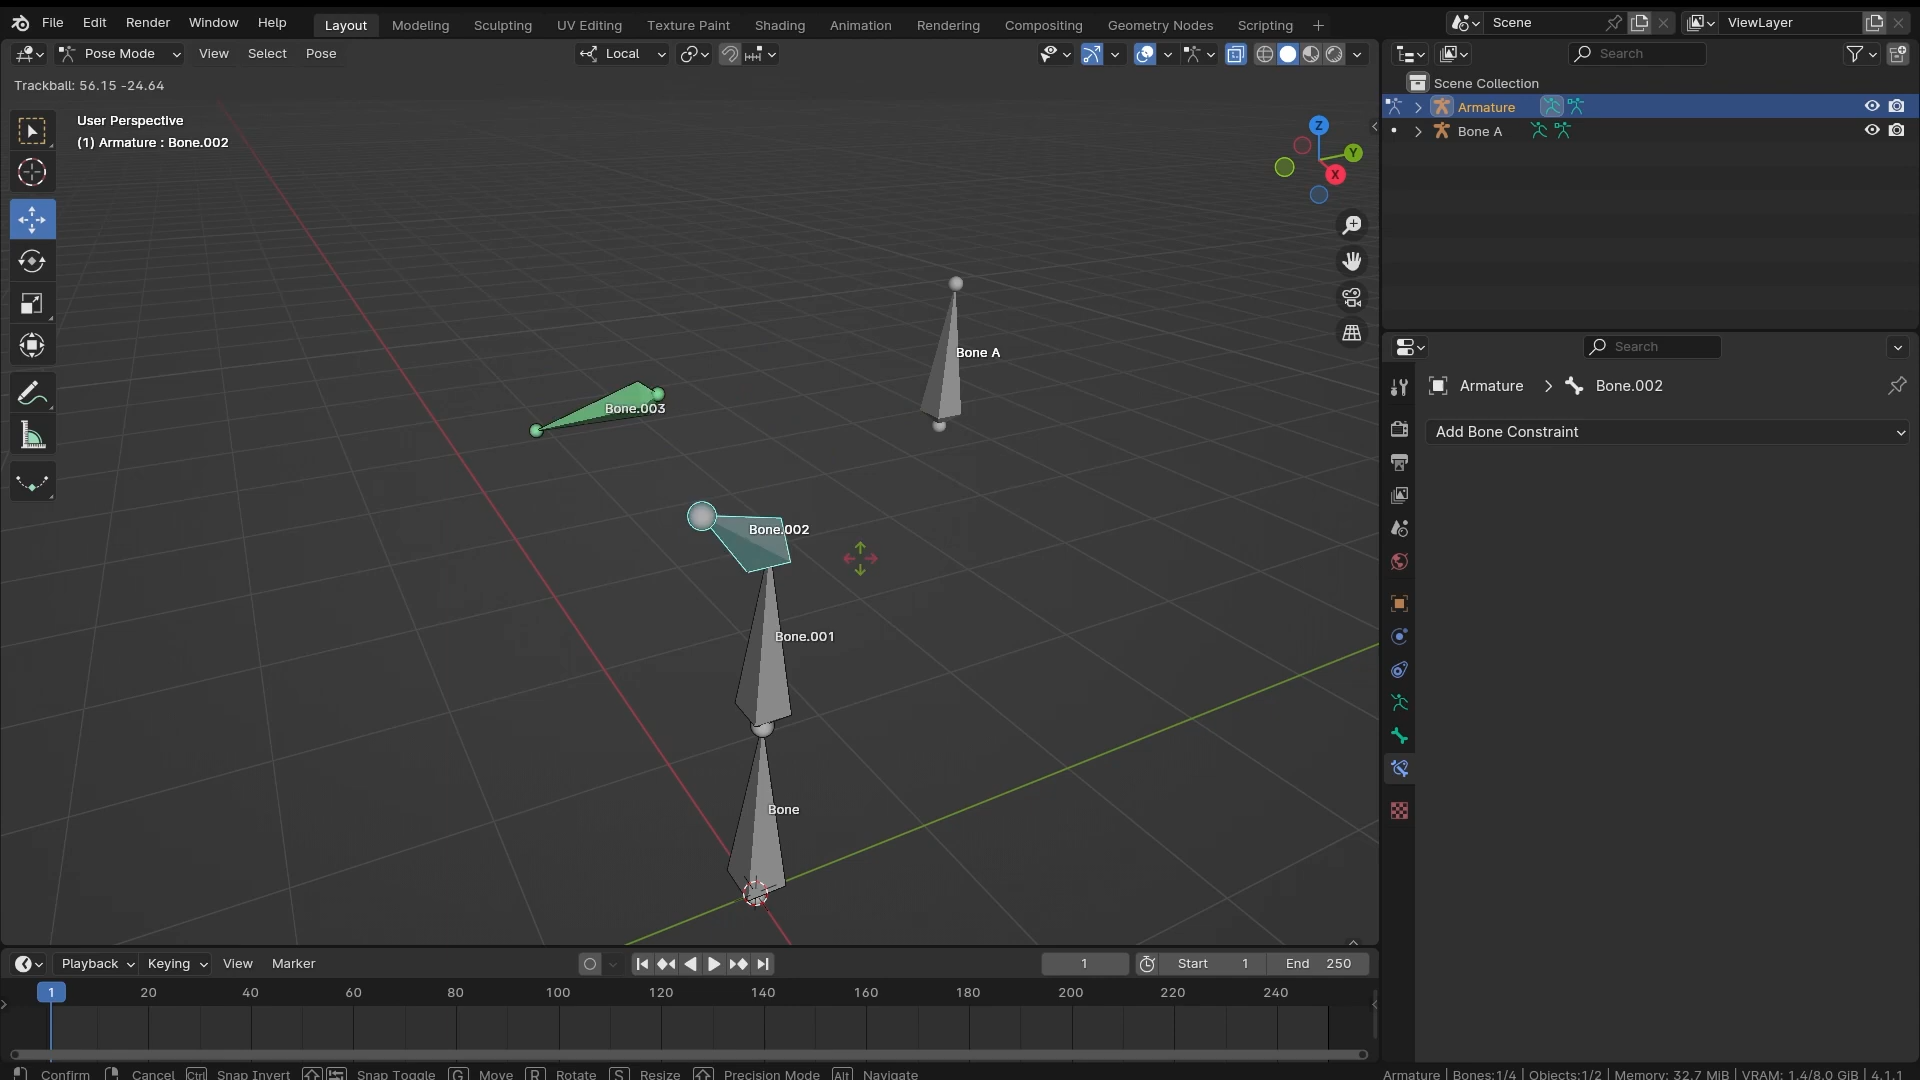 File Edit Render Window Help Layout Modeling Sculpting UV Editing Texture Paint Shading Animation Rendering Compositing Geometry Nodes Scripting + Scene ViewLayer
Pose Mode View Select Pose Local Search
Trackball: 56.15 -24.64
Scene Collection
Armature
Bone A
User Perspective
(1) Armature : Bone.002
Z
Y
X
Bone A
Bone.003
Bone.002
Bone.001
Bone
Search
Armature > Bone.002
Add Bone Constraint
Playback Keying View Marker 1 Start 1 End 250
1 20 40 60 80 100 120 140 160 180 200 220 240
Confirm Cancel Ctrl Snap Invert Snap Toggle G Move R Rotate S Resize Precision Mode Alt Navigate Armature | Bones:1/4 | Objects:1/2 | Memory: 32.7 MiB | VRAM: 1.4/8.0 GiB | 4.1.1